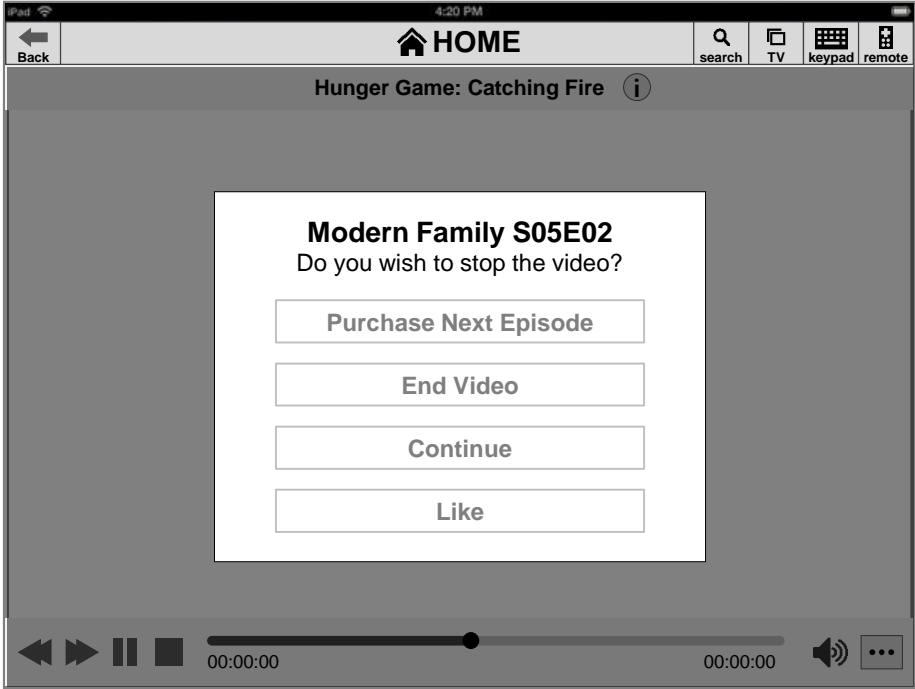 iPad 4:20 PM
Back HOME search TV keypad remote
Hunger Game: Catching Fire i
Modern Family S05E02
Do you wish to stop the video?
Purchase Next Episode
End Video
Continue
Like
00:00:00 00:00:00